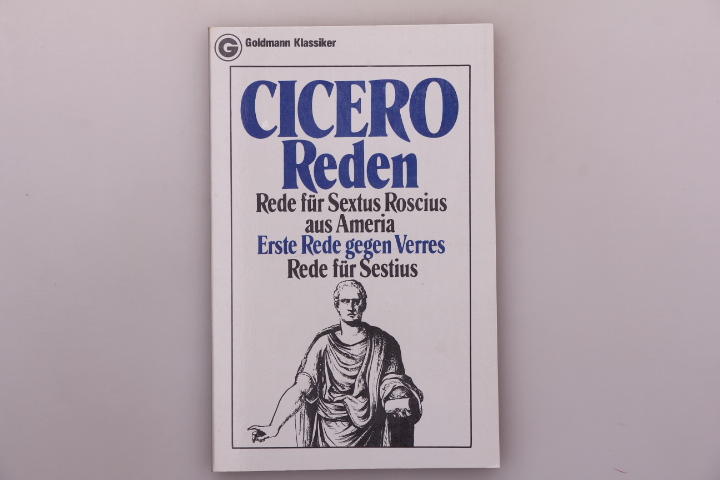 G Goldmann Klassiker
CICERO
Reden
Rede für Sextus Roscius
aus Ameria
Erste Rede gegen Verres
Rede für Sestius